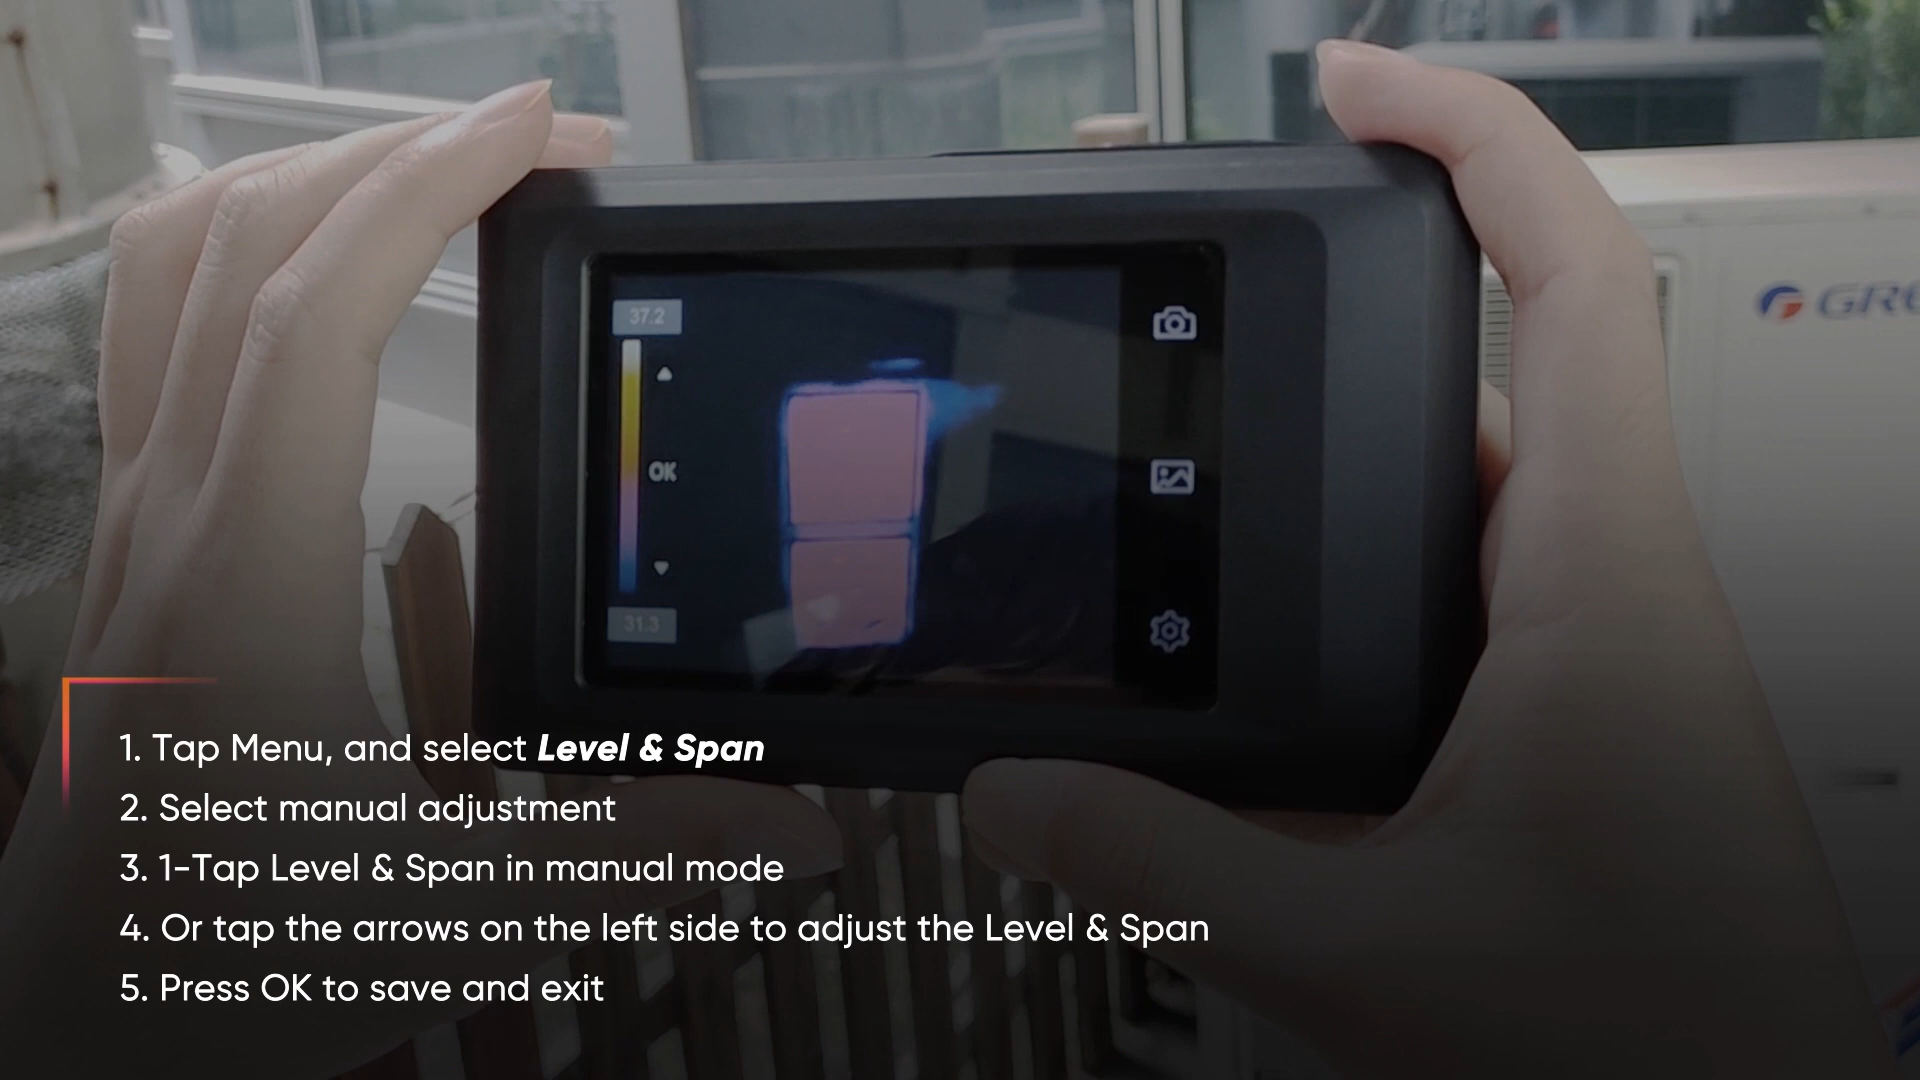 37.2
OK
31.3
GRE
1. Tap Menu, and select Level & Span
2. Select manual adjustment
3. 1-Tap Level & Span in manual mode
4. Or tap the arrows on the left side to adjust the Level & Span
5. Press OK to save and exit